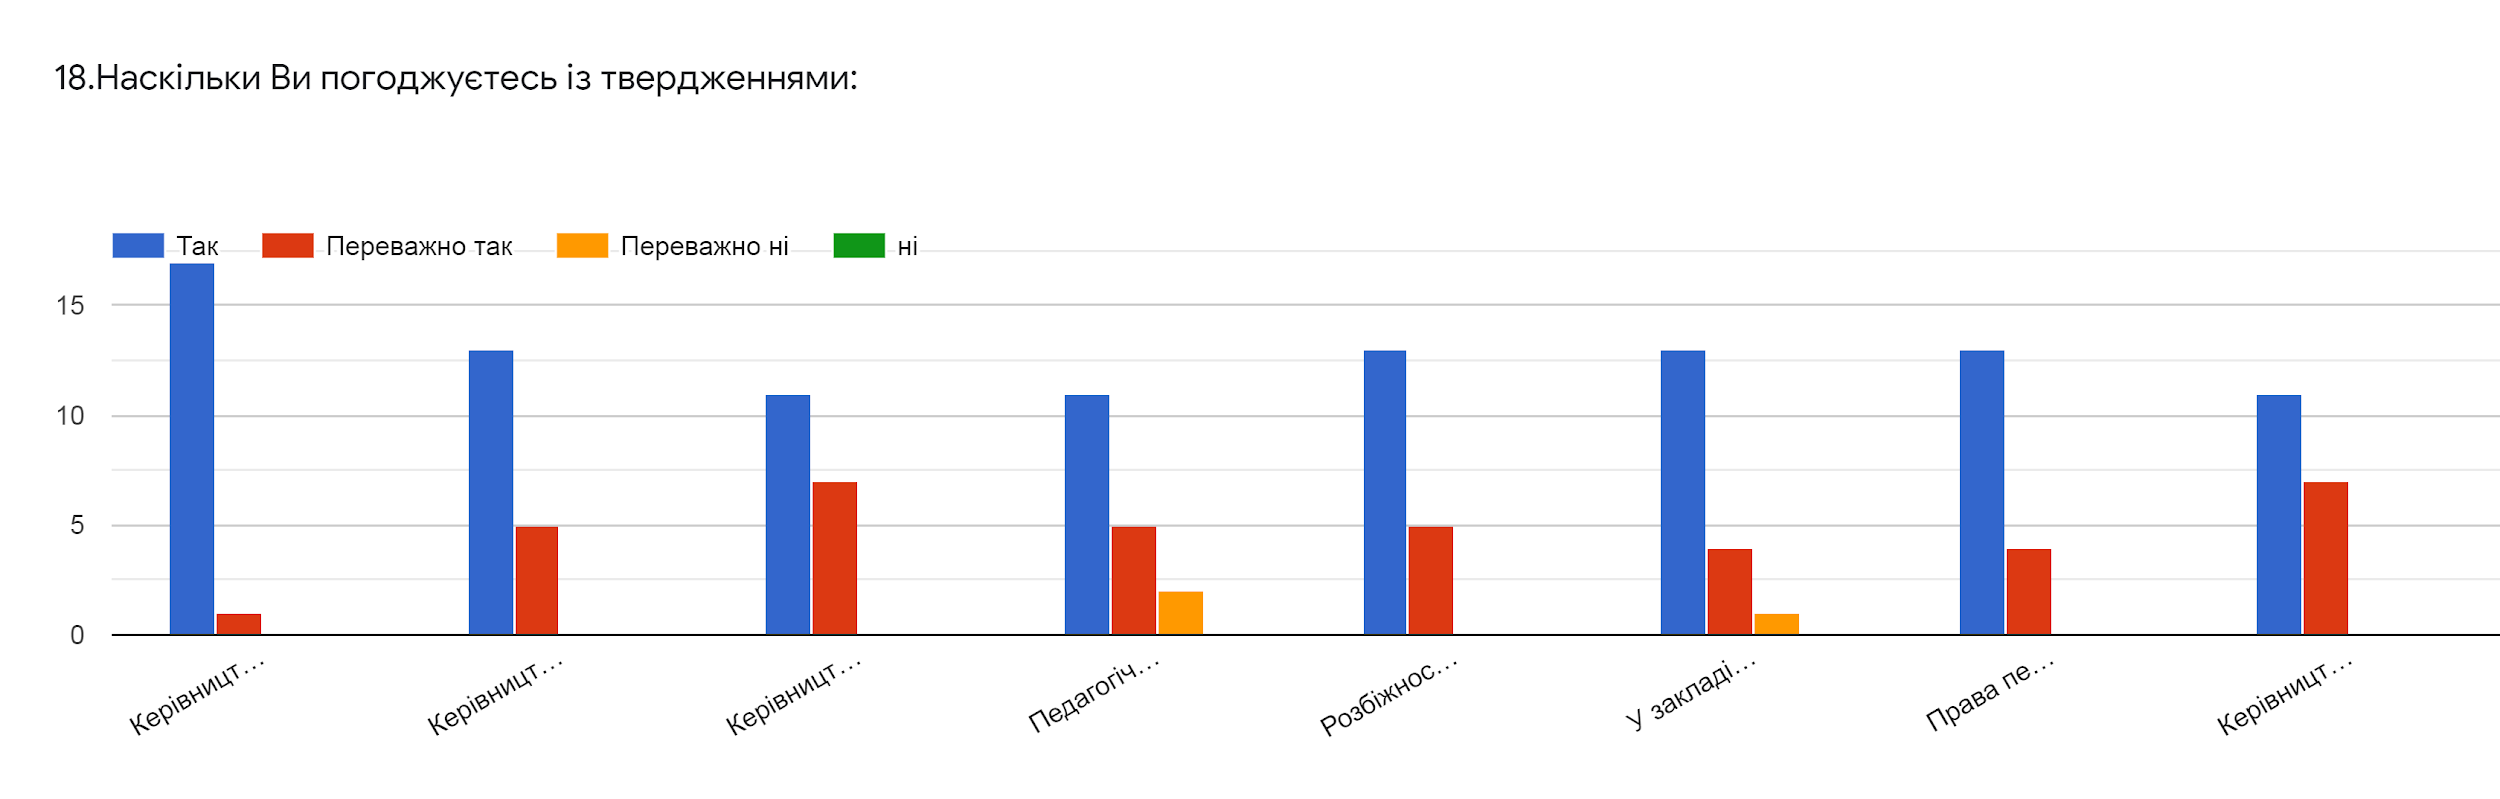 18.Наскільки Ви погоджуєтесь із твердженнями:
Так Переважно так Переважно ні ні
15
10
5
0
Керівницт… Керівницт… Керівницт… Педагогіч… Розбіжнос… У закладі… Права пе… Керівницт…